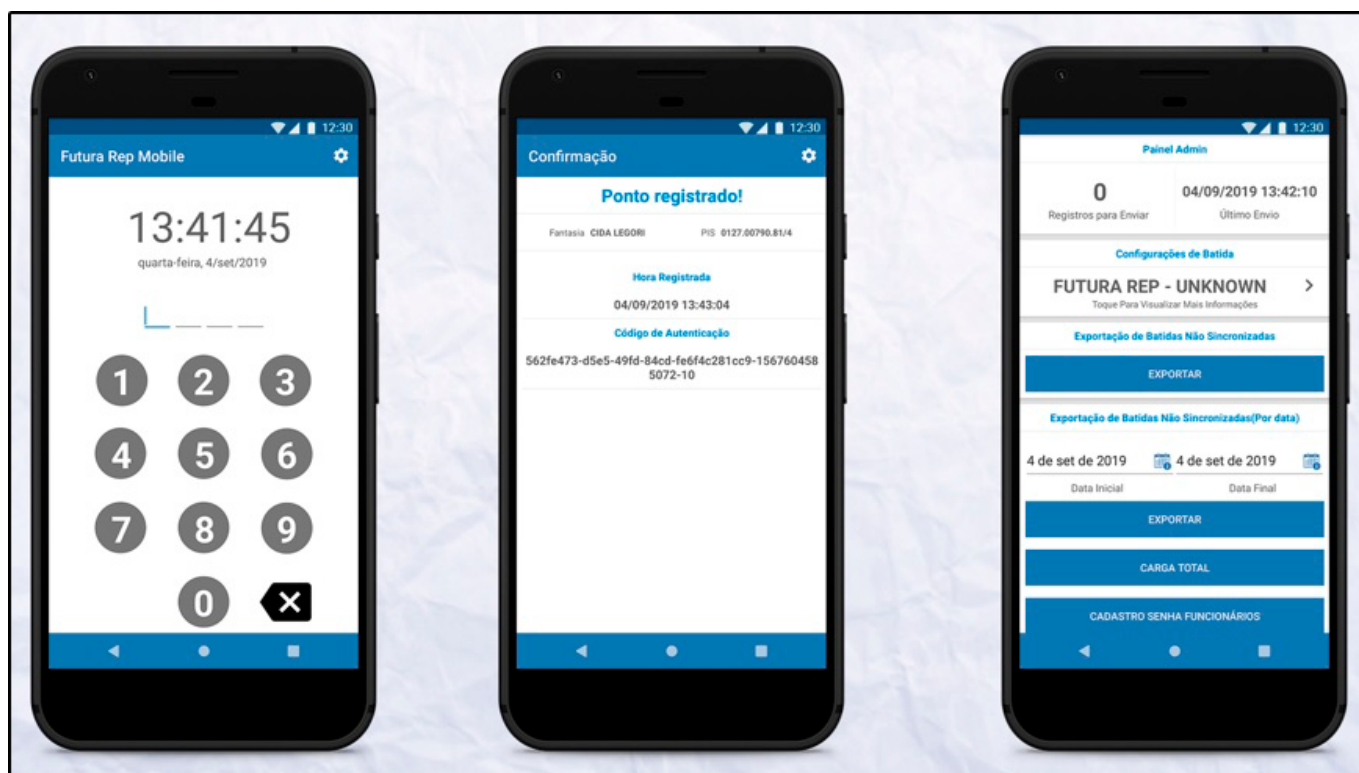 12:30
Futura Rep Mobile
13:41:45
quarta-feira, 4/set/2019
1 2 3
4 5 6
7 8 9
0
12:30
Confirmação
Ponto registrado!
Fantasia CIDA LEGORI PIS 0127.00790.81/4
Hora Registrada
04/09/2019 13:43:04
Código de Autenticação
562fe473-d5e5-49fd-84cd-fe6f4c281cc9-156760458
5072-10
12:30
Painel Admin
0 04/09/2019 13:42:10
Registros para Enviar Último Envio
Configurações de Batida
FUTURA REP - UNKNOWN
Toque Para Visualizar Mais Informações
Exportação de Batidas Não Sincronizadas
EXPORTAR
Exportação de Batidas Não Sincronizadas(Por data)
4 de set de 2019 4 de set de 2019
Data Inicial Data Final
EXPORTAR
CARGA TOTAL
CADASTRO SENHA FUNCIONÁRIOS